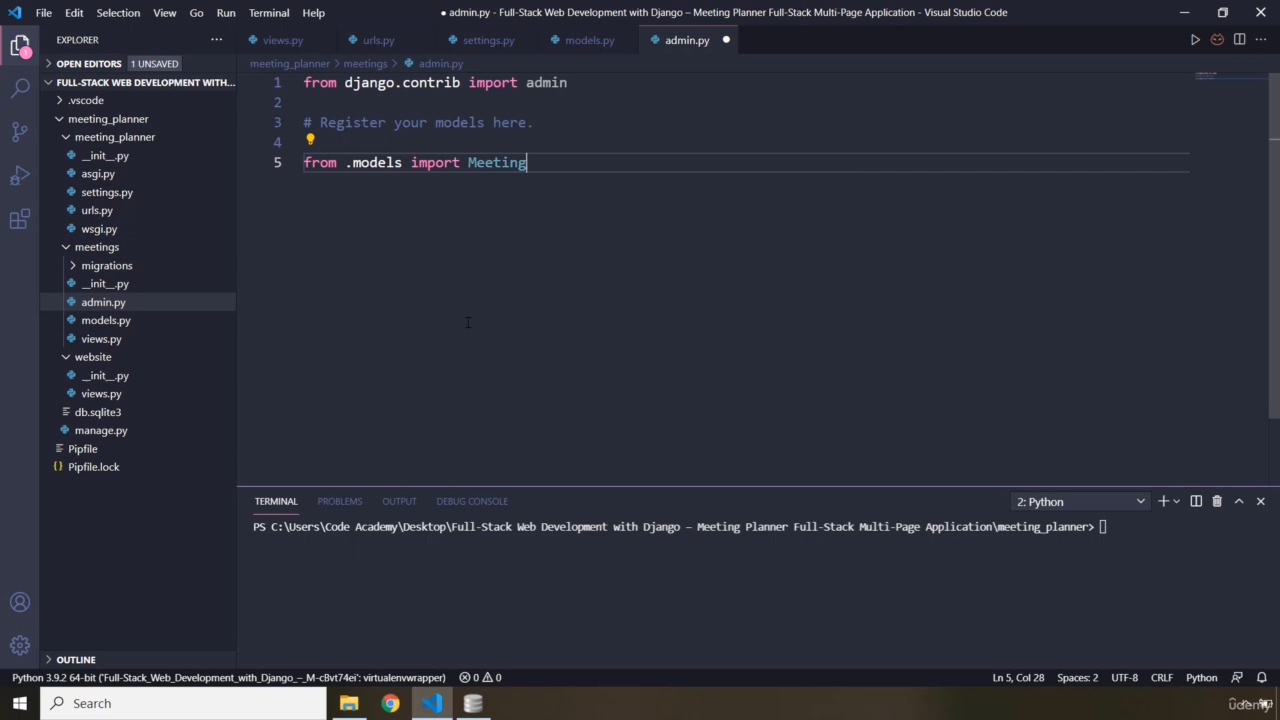 File Edit Selection View Go Run Terminal Help
● admin.py - Full-Stack Web Development with Django – Meeting Planner Full-Stack Multi-Page Application - Visual Studio Code
EXPLORER
views.py urls.py settings.py models.py admin.py
OPEN EDITORS 1 UNSAVED
meeting_planner > meetings > admin.py
FULL-STACK WEB DEVELOPMENT WITH...
.vscode
meeting_planner
meeting_planner
__init__.py
asgi.py
settings.py
urls.py
wsgi.py
meetings
migrations
__init__.py
admin.py
models.py
views.py
website
__init__.py
views.py
db.sqlite3
manage.py
Pipfile
Pipfile.lock
OUTLINE
1 from django.contrib import admin
2
3 # Register your models here.
4
5 from .models import Meeting
TERMINAL PROBLEMS OUTPUT DEBUG CONSOLE
2: Python
PS C:\Users\Code Academy\Desktop\Full-Stack Web Development with Django – Meeting Planner Full-Stack Multi-Page Application\meeting_planner>
Python 3.9.2 64-bit ('Full-Stack_Web_Development_with_Django_–_M-cBvt74ei': virtualenvwrapper) 0 0
Ln 5, Col 28 Spaces: 2 UTF-8 CRLF Python
Search
udemy